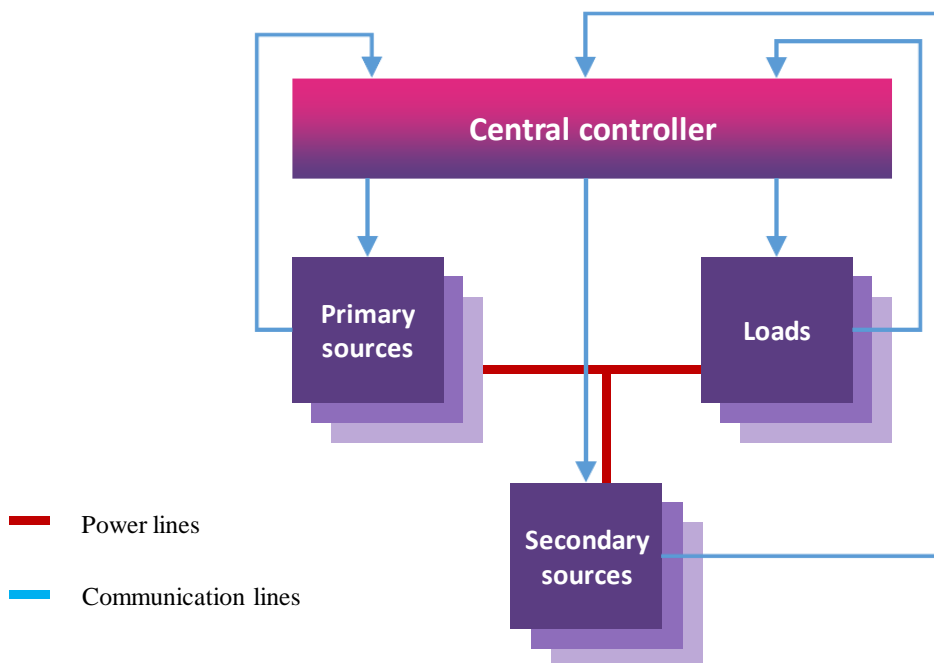 Central controller
Primary
sources
Loads
Secondary
sources
Power lines
Communication lines